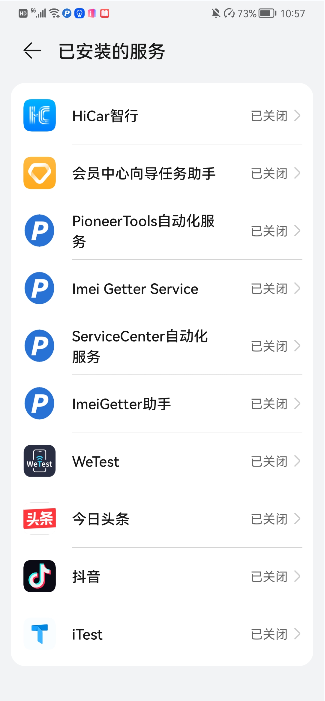 5G 73% 10:57
已安装的服务
HiCar智行 已关闭
会员中心向导任务助手 已关闭
PioneerTools自动化服
务 已关闭
Imei Getter Service 已关闭
ServiceCenter自动化
服务 已关闭
ImeiGetter助手 已关闭
WeTest WeTest 已关闭
头条 今日头条 已关闭
抖音 已关闭
iTest 已关闭